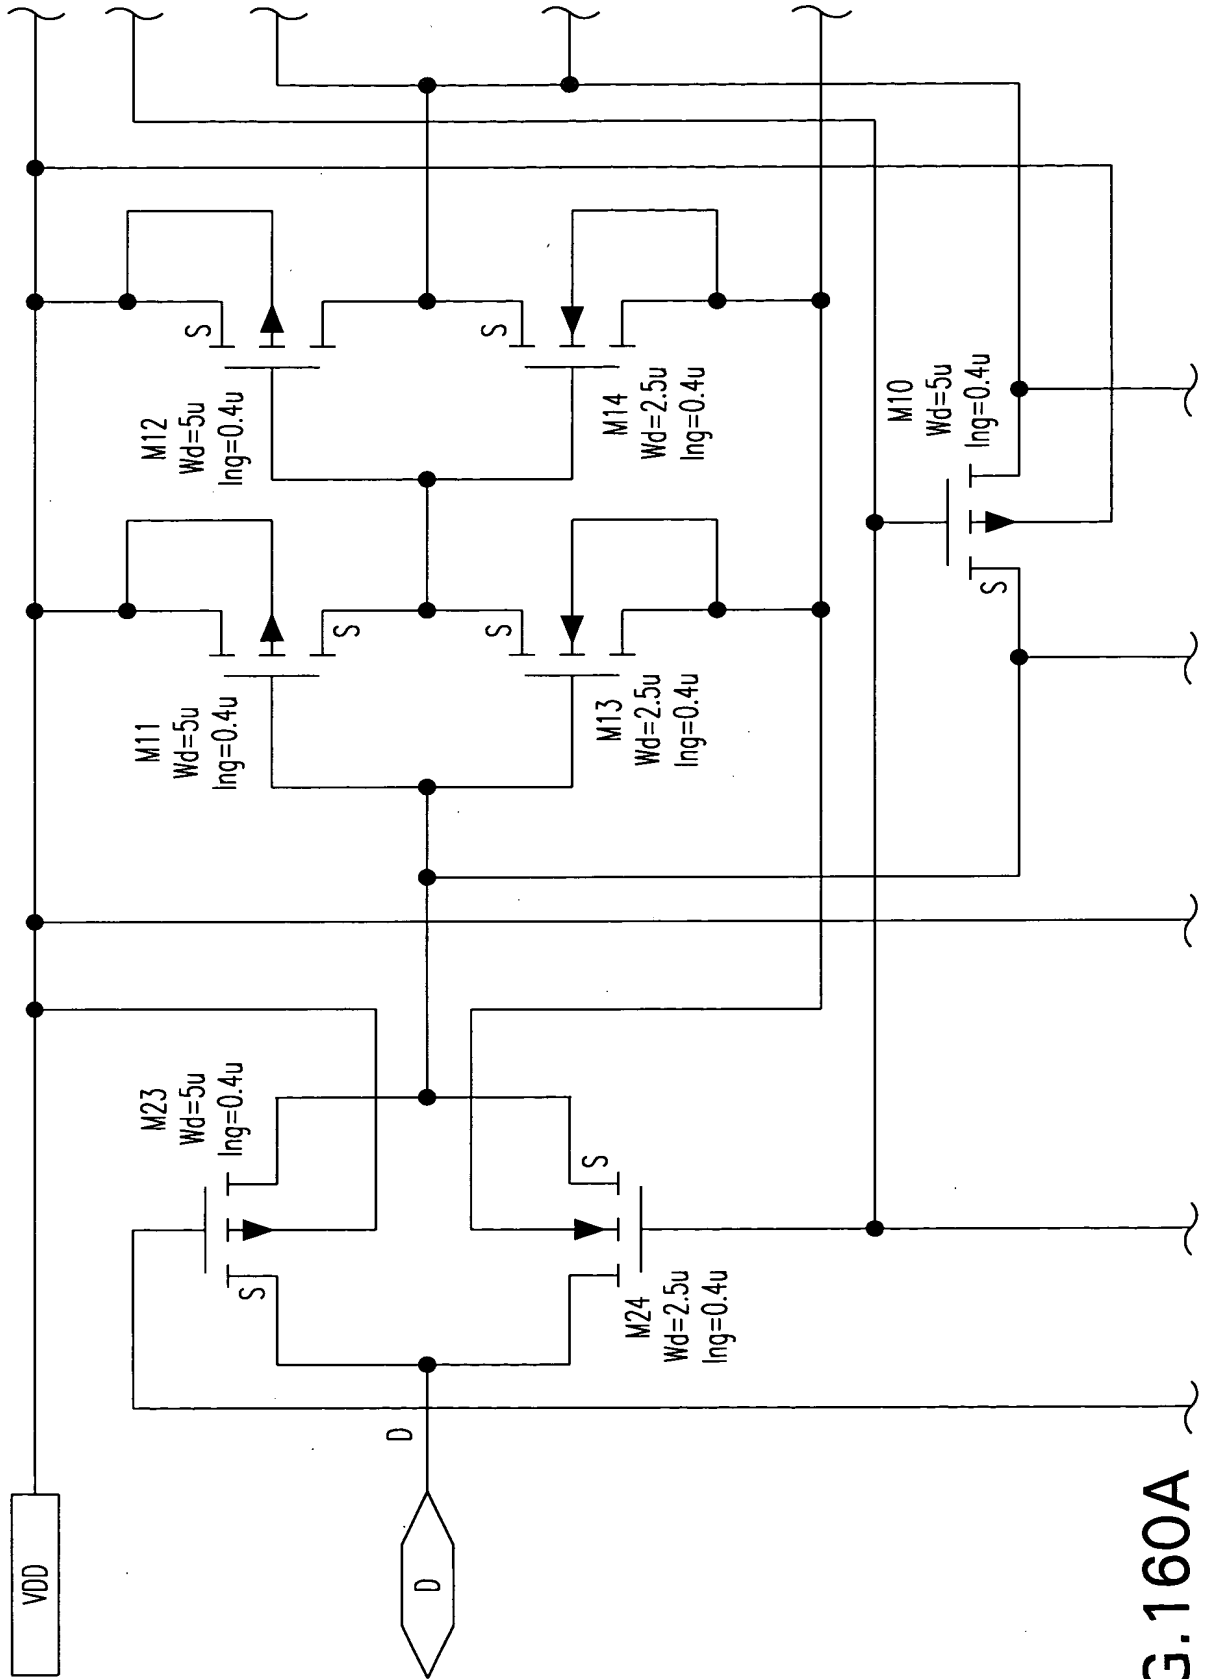 VDD
D
D
M23
Wd=5u
lng=0.4u
S
M24
Wd=2.5u
lng=0.4u
S
M11
Wd=5u
lng=0.4u
S
M13
Wd=2.5u
lng=0.4u
S
M12
Wd=5u
lng=0.4u
S
M14
Wd=2.5u
lng=0.4u
S
M10
Wd=5u
lng=0.4u
S
G.160A